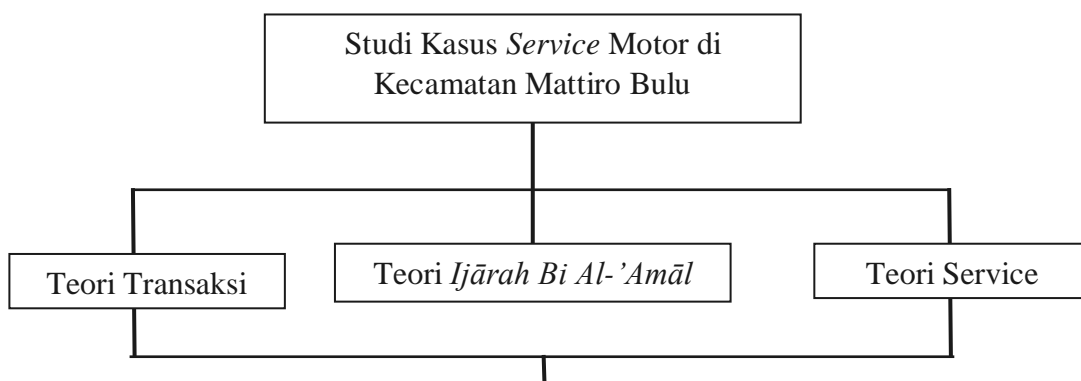 Studi Kasus Service Motor di
Kecamatan Mattiro Bulu
Teori Transaksi
Teori Ijārah Bi Al-’Amāl
Teori Service